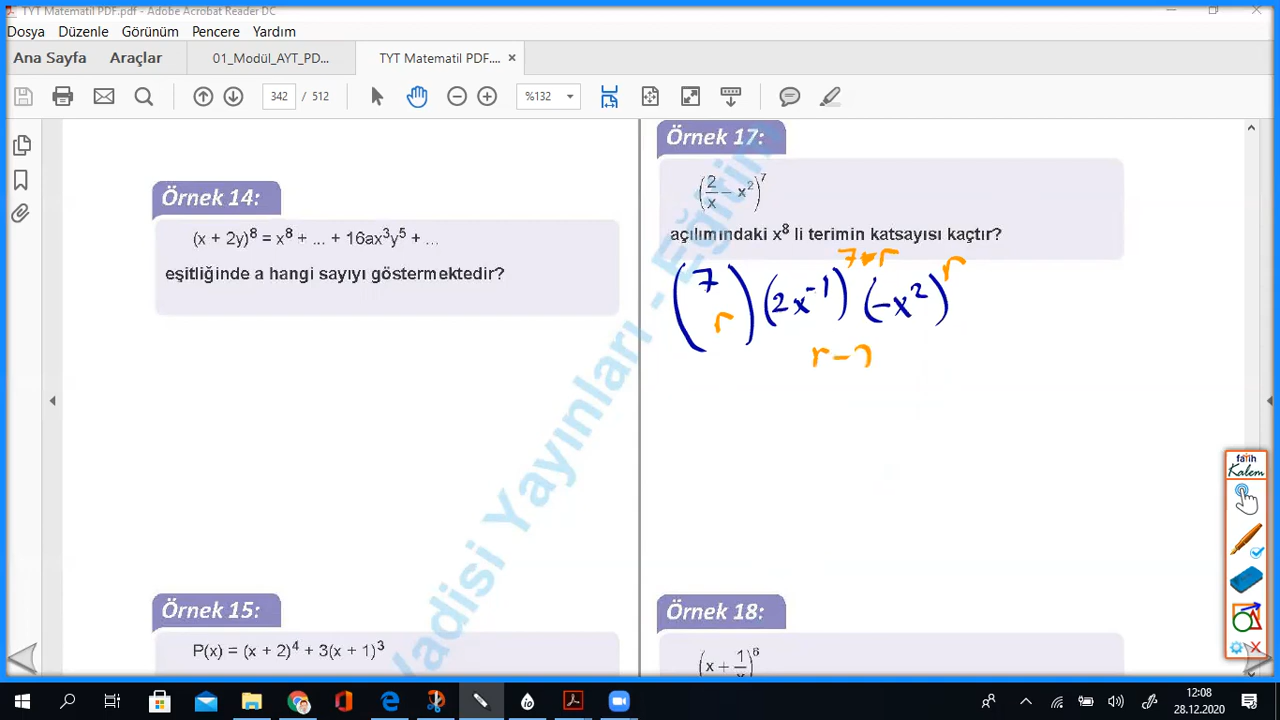 TYT Matematil PDF.pdf - Adobe Acrobat Reader DC
Dosya Düzenle Görünüm Pencere Yardım
Ana Sayfa Araçlar 01_Modül_AYT_PD... TYT Matematil PDF.... ×
342 / 512 %132
Örnek 14:
(x + 2y)⁸ = x⁸ + ... + 16ax³y⁵ + ...
eşitliğinde a hangi sayıyı göstermektedir?
Örnek 15:
P(x) = (x + 2)⁴ + 3(x + 1)³
Örnek 17:
(2/x − x²)⁷
açılımındaki x⁸ li terimin katsayısı kaçtır?
(7 r) (2x⁻¹)⁷⁻ʳ (−x²)ʳ
r −
Örnek 18:
(x + 1/x)⁶
Vadisi Yayınları - Eğitim
fatih
Kalem
12:08
28.12.2020